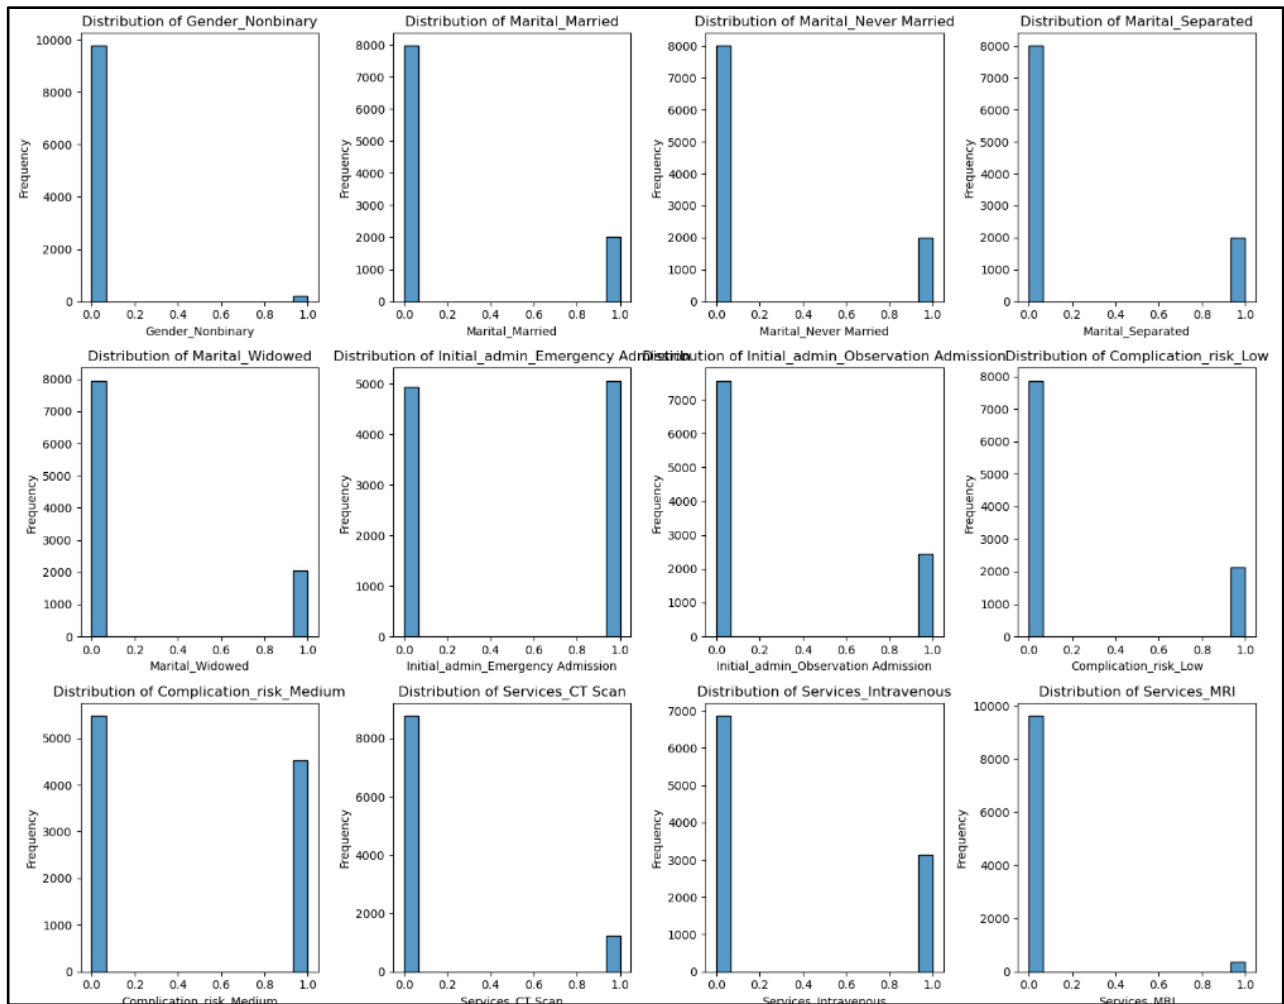 Distribution of Gender_Nonbinary
10000
8000
6000
4000
2000
0
Frequency
0.0 0.2 0.4 0.6 0.8 1.0
Gender_Nonbinary
Distribution of Marital_Married
8000
7000
6000
5000
4000
3000
2000
1000
0
Frequency
0.0 0.2 0.4 0.6 0.8 1.0
Marital_Married
Distribution of Marital_Never Married
8000
7000
6000
5000
4000
3000
2000
1000
0
Frequency
0.0 0.2 0.4 0.6 0.8 1.0
Marital_Never Married
Distribution of Marital_Separated
8000
7000
6000
5000
4000
3000
2000
1000
0
Frequency
0.0 0.2 0.4 0.6 0.8 1.0
Marital_Separated
Distribution of Marital_Widowed
8000
7000
6000
5000
4000
3000
2000
1000
0
Frequency
0.0 0.2 0.4 0.6 0.8 1.0
Marital_Widowed
Distribution of Initial_admin_Emergency Admission
5000
4000
3000
2000
1000
0
Frequency
0.0 0.2 0.4 0.6 0.8 1.0
Initial_admin_Emergency Admission
Distribution of Initial_admin_Observation Admission
7000
6000
5000
4000
3000
2000
1000
0
Frequency
0.0 0.2 0.4 0.6 0.8 1.0
Initial_admin_Observation Admission
Distribution of Complication_risk_Low
8000
7000
6000
5000
4000
3000
2000
1000
0
Frequency
0.0 0.2 0.4 0.6 0.8 1.0
Complication_risk_Low
Distribution of Complication_risk_Medium
5000
4000
3000
2000
1000
0
Frequency
0.0 0.2 0.4 0.6 0.8 1.0
Complication_risk_Medium
Distribution of Services_CT Scan
8000
6000
4000
2000
0
Frequency
0.0 0.2 0.4 0.6 0.8 1.0
Services_CT Scan
Distribution of Services_Intravenous
7000
6000
5000
4000
3000
2000
1000
0
Frequency
0.0 0.2 0.4 0.6 0.8 1.0
Services_Intravenous
Distribution of Services_MRI
10000
8000
6000
4000
2000
0
Frequency
0.0 0.2 0.4 0.6 0.8 1.0
Services_MRI